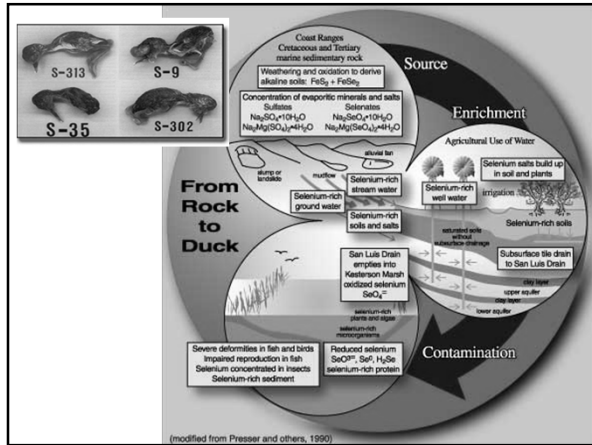 S-313
S-9
S-35
S-302
Coast Ranges
Cretaceous and Tertiary
marine sedimentary rock
Weathering and oxidation to derive
alkaline soils: FeS₂ + FeSe₂
Concentration of evaporitic minerals and salts
Sulfates
Selenates
Na₂SO₄•10H₂O
Na₂SeO₄•10H₂O
Na₂Mg(SO₄)₂•4H₂O
Na₂Mg(SeO₄)₂•4H₂O
Source
Enrichment
slump or
landslide
mudflow
alluvial fan
Selenium-rich
stream water
Selenium-rich
ground water
Selenium-rich
soils and salts
From
Rock
to
Duck
Agricultural Use of Water
Selenium salts build up
in soil and plants
Selenium-rich
well water
irrigation
Selenium-rich soils
saturated soils
without
subsurface drainage
Subsurface tile drain
to San Luis Drain
clay layer
upper aquifer
clay layer
lower aquifer
San Luis Drain
empties into
Kesterson Marsh
oxidized selenium
SeO₄⁼
selenium-rich
plants and algae
selenium-rich
microorganisms
Severe deformities in fish and birds
Impaired reproduction in fish
Selenium concentrated in insects
Selenium-rich sediment
Reduced selenium
SeO³⁼, Se⁰, H₂Se
selenium-rich protein
Contamination
(modified from Presser and others, 1990)